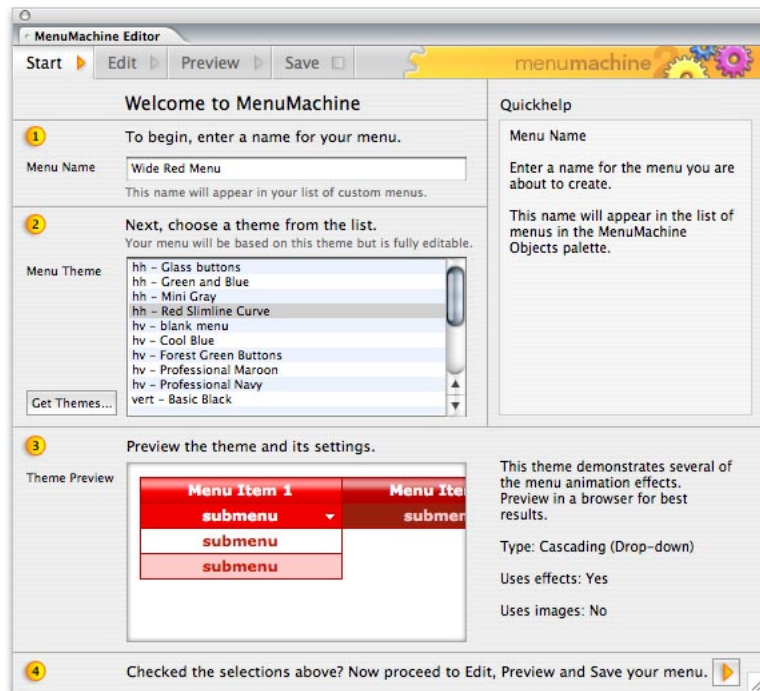 MenuMachine Editor
Start Edit Preview Save menumachine 2
Welcome to MenuMachine
1 To begin, enter a name for your menu.
Menu Name Wide Red Menu
This name will appear in your list of custom menus.
2 Next, choose a theme from the list.
Your menu will be based on this theme but is fully editable.
Menu Theme
hh - Glass buttons
hh - Green and Blue
hh - Mini Gray
hh - Red Slimline Curve
hv - blank menu
hv - Cool Blue
hv - Forest Green Buttons
hv - Professional Maroon
hv - Professional Navy
vert - Basic Black
Get Themes...
Quickhelp
Menu Name
Enter a name for the menu you are
about to create.
This name will appear in the list of
menus in the MenuMachine
Objects palette.
3 Preview the theme and its settings.
Theme Preview
Menu Item 1 Menu Ite
submenu submer
submenu
submenu
This theme demonstrates several of
the menu animation effects.
Preview in a browser for best
results.
Type: Cascading (Drop-down)
Uses effects: Yes
Uses images: No
4 Checked the selections above? Now proceed to Edit, Preview and Save your menu.